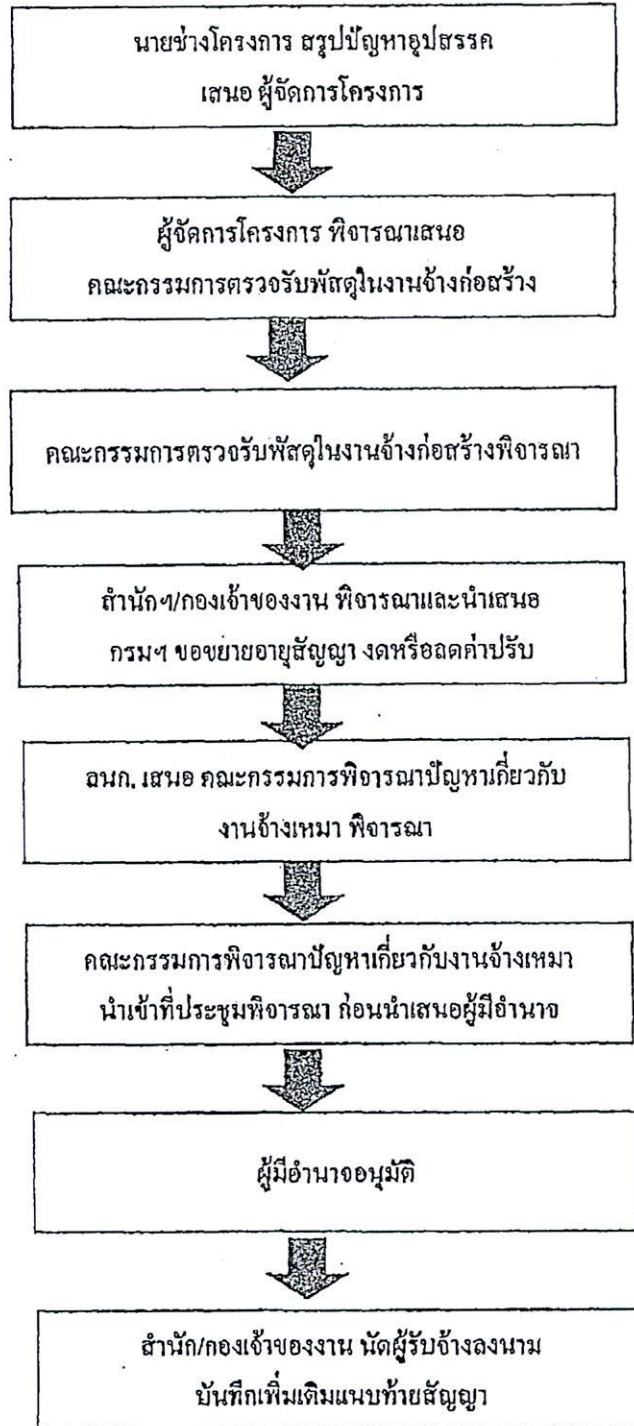 นายช่างโครงการ สรุปปัญหาอุปสรรค
เสนอ ผู้จัดการโครงการ
ผู้จัดการโครงการ พิจารณาเสนอ
คณะกรรมการตรวจรับพัสดุในงานจ้างก่อสร้าง
คณะกรรมการตรวจรับพัสดุในงานจ้างก่อสร้างพิจารณา
สำนักฯ/กองเจ้าของงาน พิจารณาและนำเสนอ
กรมฯ ขอขยายอายุสัญญา งดหรือลดค่าปรับ
ลนก. เสนอ คณะกรรมการพิจารณาปัญหาเกี่ยวกับ
งานจ้างเหมา พิจารณา
คณะกรรมการพิจารณาปัญหาเกี่ยวกับงานจ้างเหมา
นำเข้าที่ประชุมพิจารณา ก่อนนำเสนอผู้มีอำนาจ
ผู้มีอำนาจอนุมัติ
สำนัก/กองเจ้าของงาน นัดผู้รับจ้างลงนาม
บันทึกเพิ่มเติมแนบท้ายสัญญา